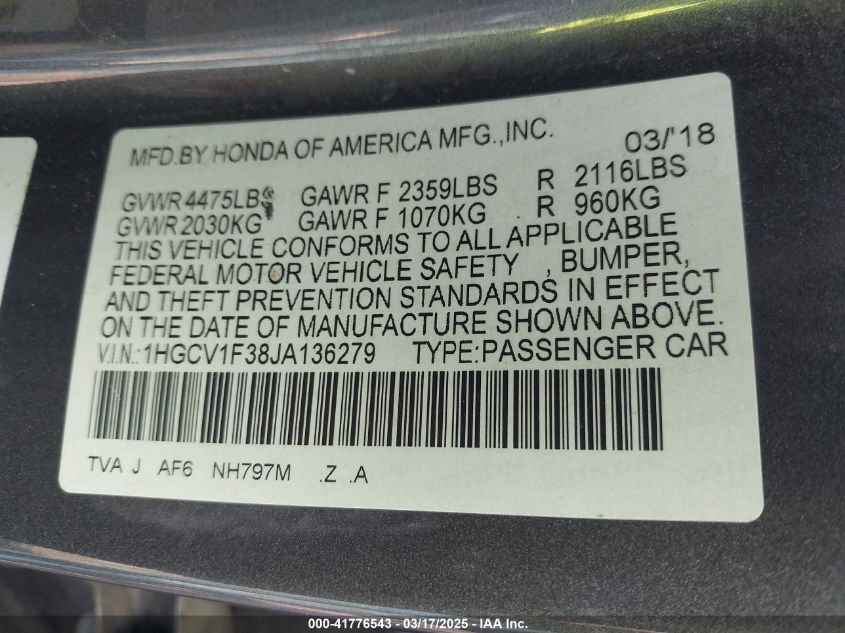 MFD.BY HONDA OF AMERICA MFG.,INC. 03/'18
GVWR 4475LBS GAWR F 2359LBS R 2116LBS
GVWR 2030KG GAWR F 1070KG R 960KG
THIS VEHICLE CONFORMS TO ALL APPLICABLE
FEDERAL MOTOR VEHICLE SAFETY , BUMPER,
AND THEFT PREVENTION STANDARDS IN EFFECT
ON THE DATE OF MANUFACTURE SHOWN ABOVE.
V.I.N.:1HGCV1F38JA136279 TYPE:PASSENGER CAR
TVA J AF6 NH797M .Z .A
000-41776543 — 03/17/2025 — IAA Inc.